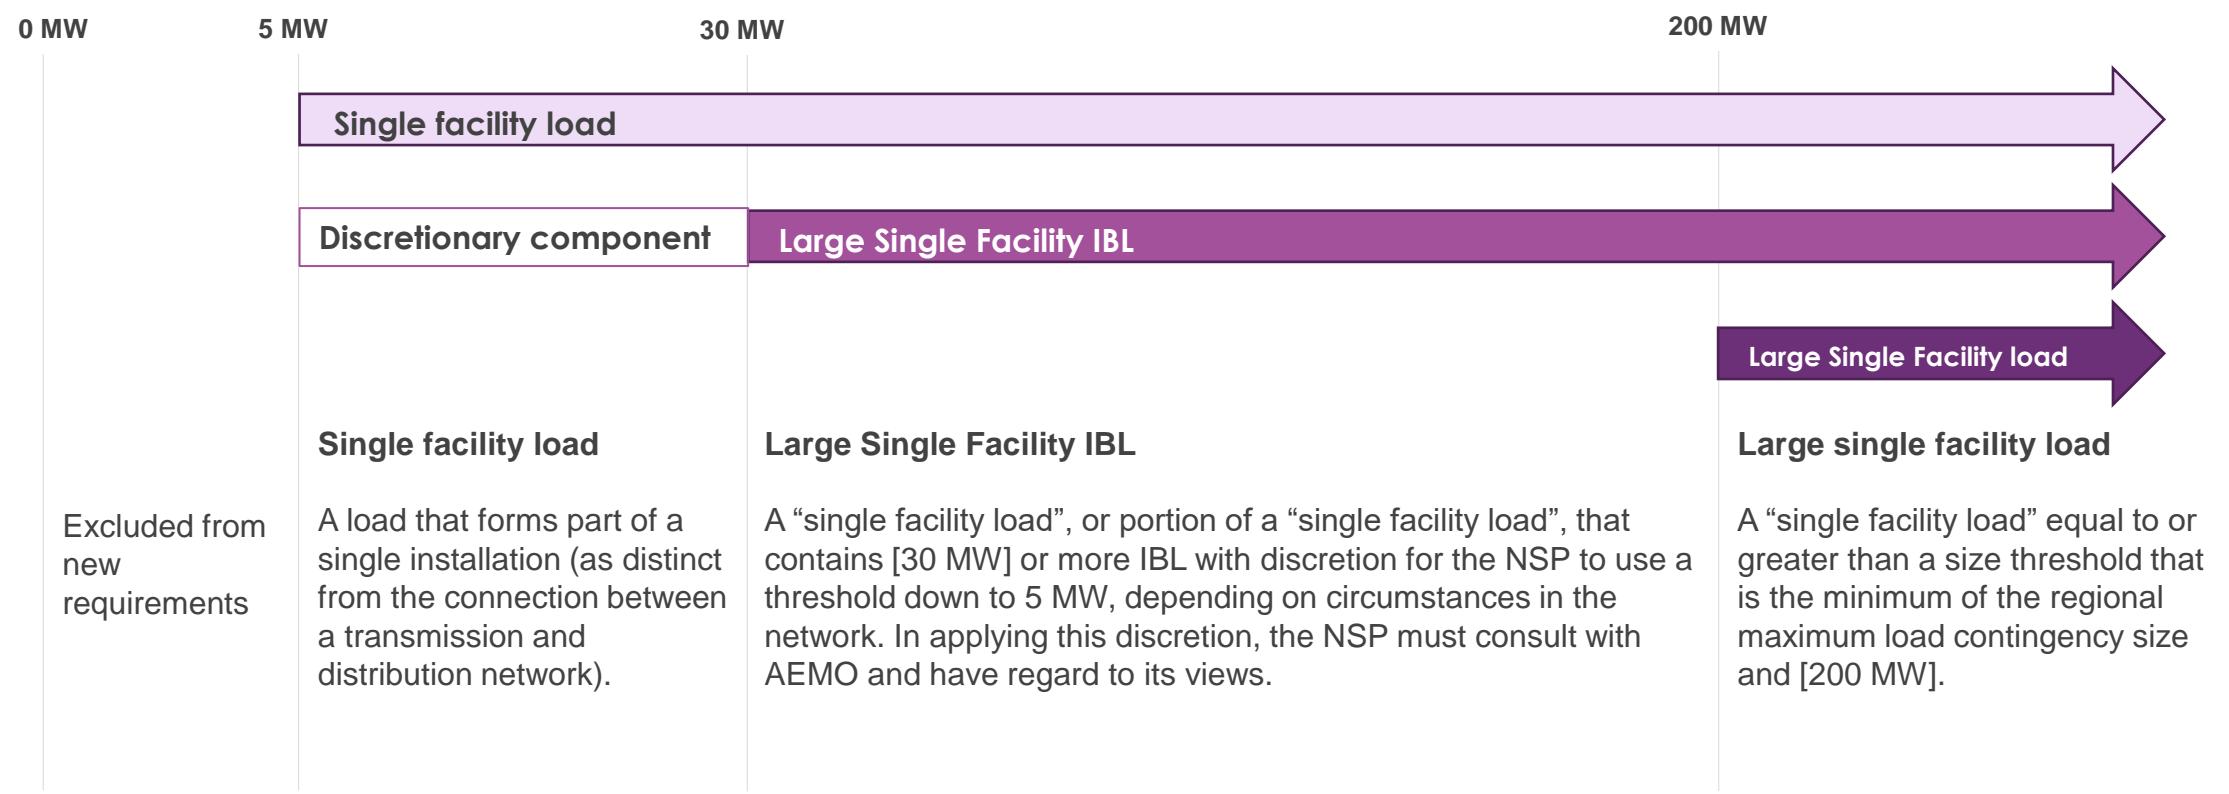 0 MW
5 MW
30 MW
200 MW
Single facility load
Discretionary component
Large Single Facility IBL
Large Single Facility load
Excluded from
new
requirements
Single facility load
A load that forms part of a
single installation (as distinct
from the connection between
a transmission and
distribution network).
Large Single Facility IBL
A “single facility load”, or portion of a “single facility load”, that
contains [30 MW] or more IBL with discretion for the NSP to use a
threshold down to 5 MW, depending on circumstances in the
network. In applying this discretion, the NSP must consult with
AEMO and have regard to its views.
Large single facility load
A “single facility load” equal to or
greater than a size threshold that
is the minimum of the regional
maximum load contingency size
and [200 MW].